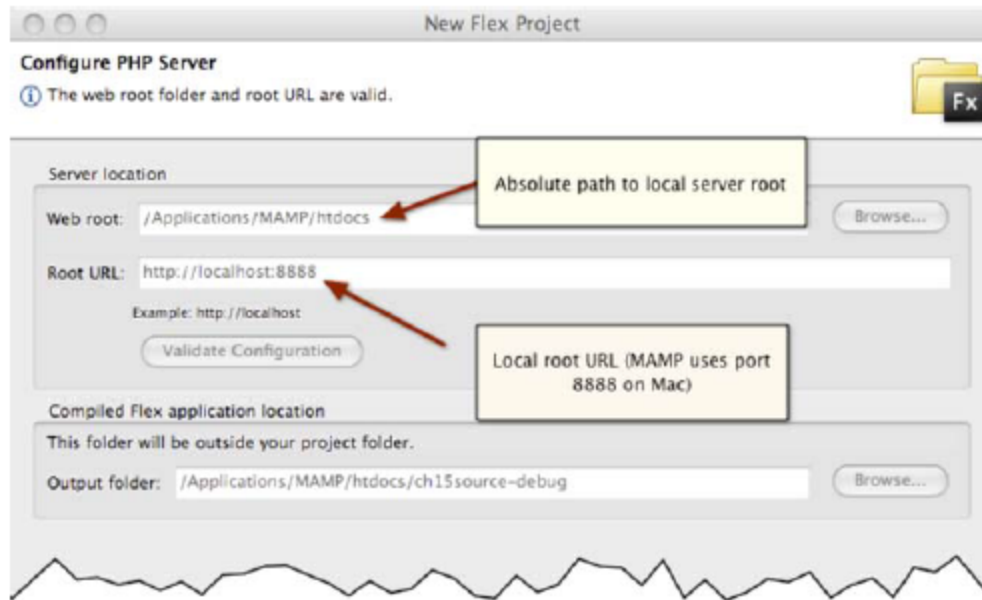 New Flex Project
Configure PHP Server
The web root folder and root URL are valid.
Fx
Server location
Absolute path to local server root
Web root: /Applications/MAMP/htdocs
Browse...
Root URL: http://localhost:8888
Example: http://localhost
Validate Configuration
Local root URL (MAMP uses port
8888 on Mac)
Compiled Flex application location
This folder will be outside your project folder.
Output folder: /Applications/MAMP/htdocs/ch15source-debug
Browse...